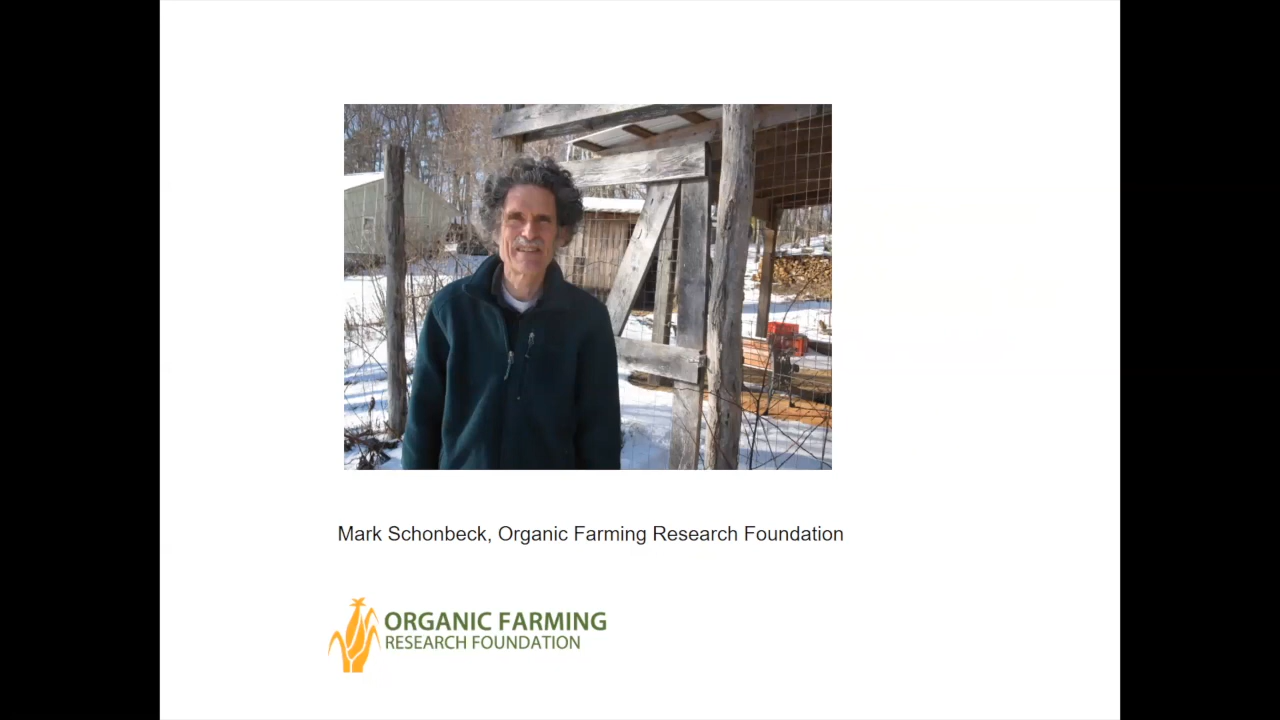 Mark Schonbeck, Organic Farming Research Foundation
ORGANIC FARMING
RESEARCH FOUNDATION